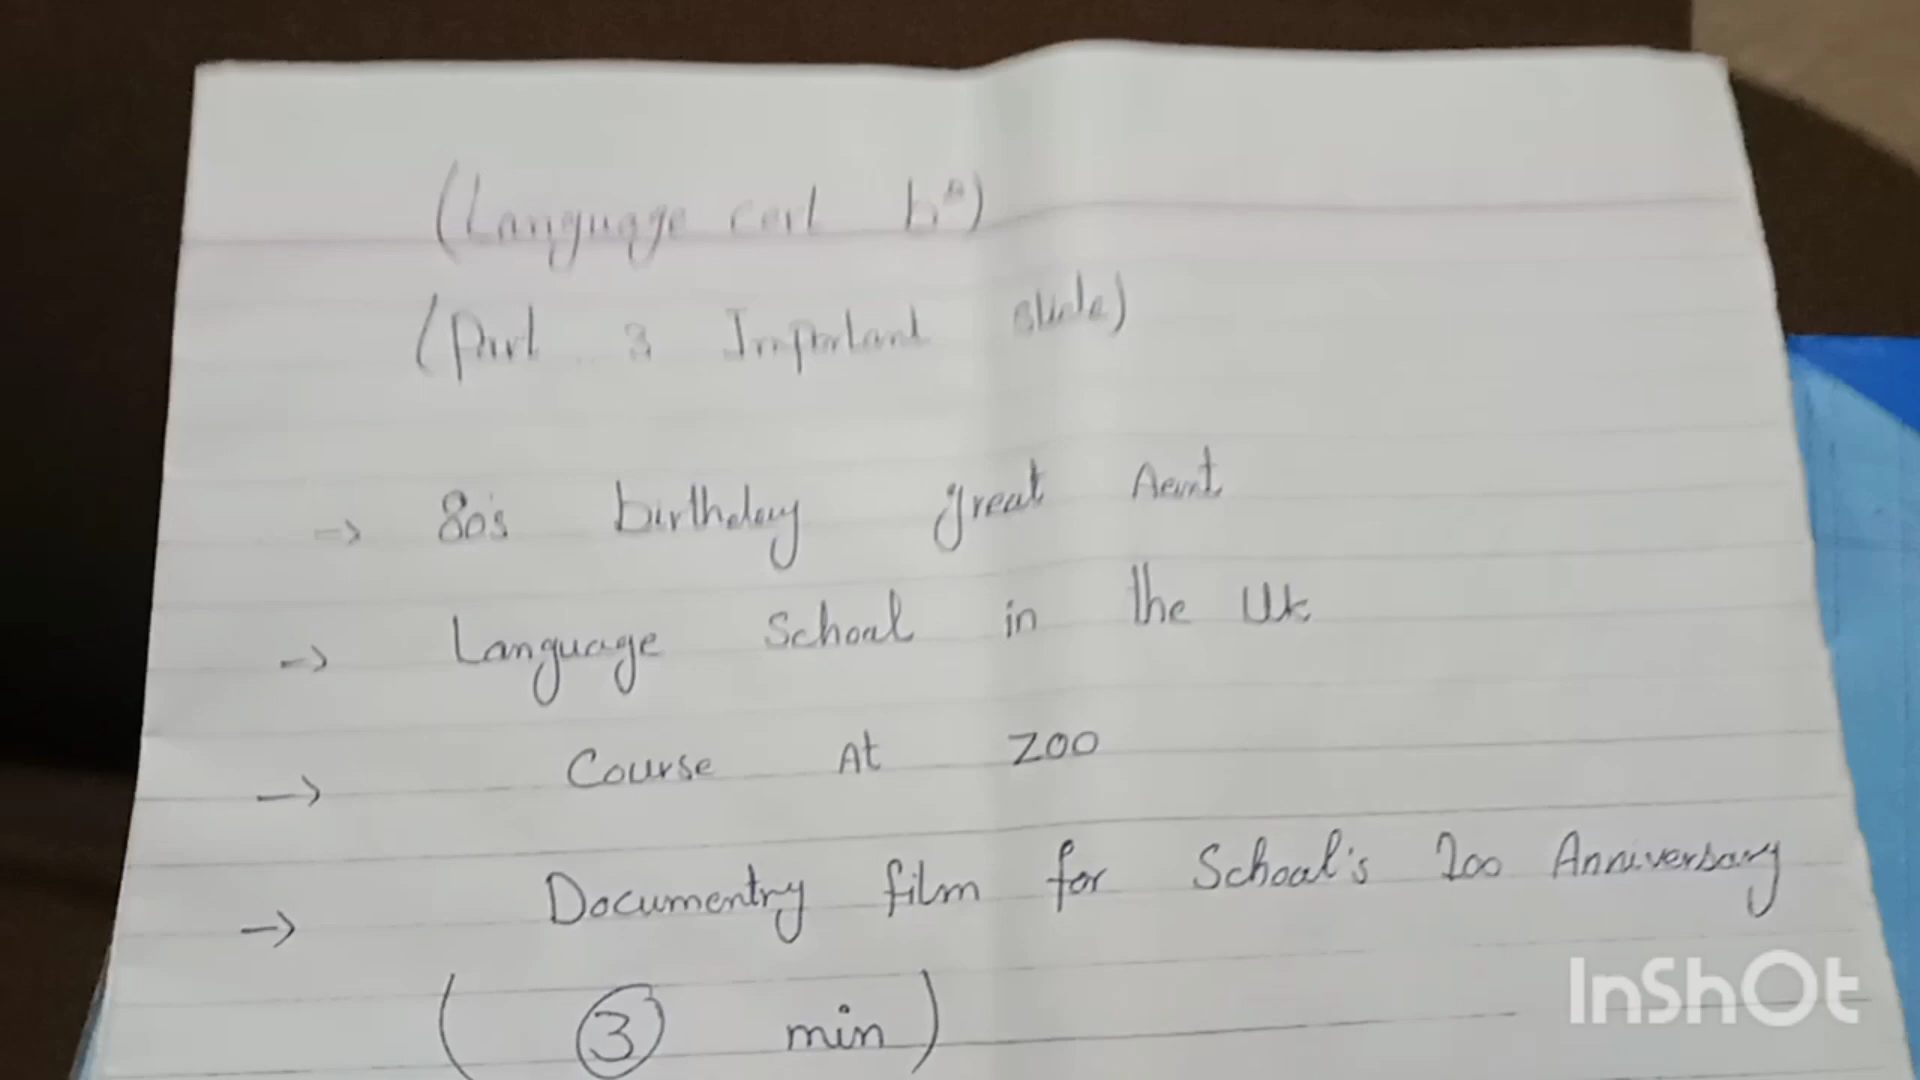 (Language cert b²)
(Part 3 Important slide)
→ 80's birthday great Aunt
→ Language School in the Uk
→ Course At zoo
→ Documentry film for School's 200 Anniversary
( 3 min )
InShOt